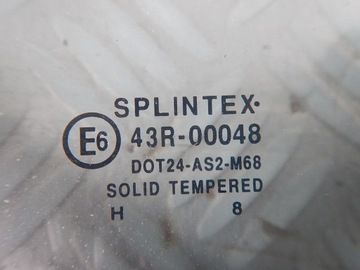 SPLINTEX·
E6 43R-00048
DOT24-AS2-M68
SOLID TEMPERED
H 8